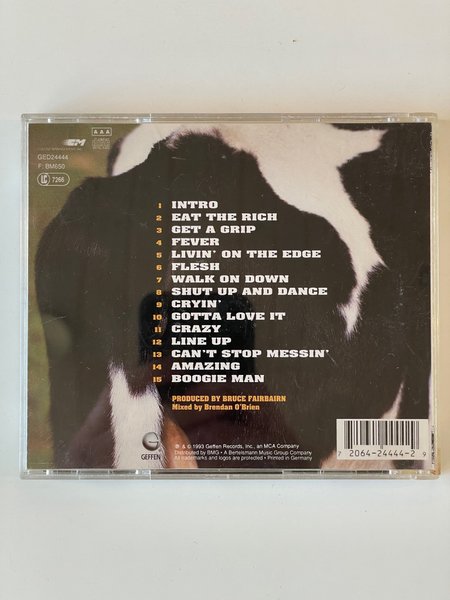 GED24444
F: BM650
LC 7266
AAA
1 INTRO
2 EAT THE RICH
3 GET A GRIP
4 FEVER
5 LIVIN' ON THE EDGE
6 FLESH
7 WALK ON DOWN
8 SHUT UP AND DANCE
9 CRYIN'
10 GOTTA LOVE IT
11 CRAZY
12 LINE UP
13 CAN'T STOP MESSIN'
14 AMAZING
15 BOOGIE MAN
PRODUCED BY BRUCE FAIRBAIRN
Mixed by Brendan O'Brien
GEFFEN
℗ & © 1993 Geffen Records, Inc., an MCA Company
Distributed by BMG • A Bertelsmann Music Group Company
All trademarks and logos are protected • Printed in Germany
7 2064-24444-2 9